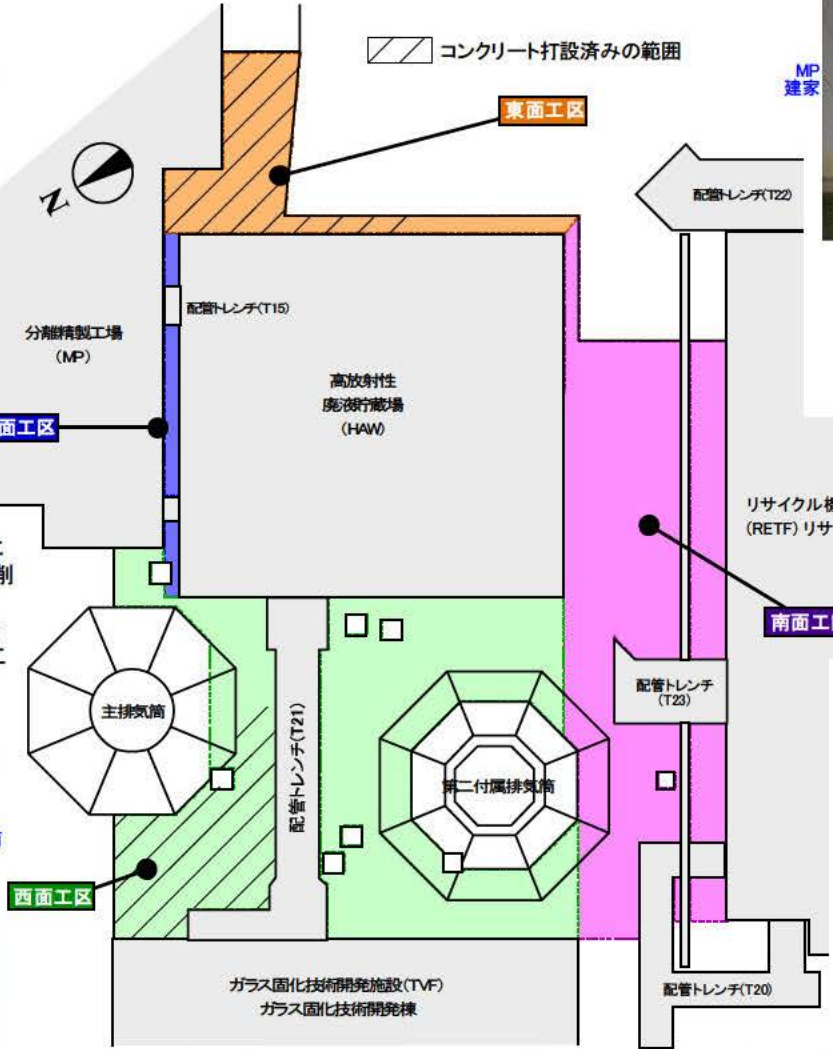 コンクリート打設済みの範囲
MP
建家
東面工区
配管トレンチ(T22)
N
配管トレンチ(T15)
分離精製工場
(MP)
高放射性
廃液貯蔵場
(HAW)
面工区
リサイクル機
(RETF) リサ
削
南面工
配管トレンチ
(T23)
主排気筒
配管トレンチ(T21)
第二付属排気筒
西面工区
ガラス固化技術開発施設(TVF)
ガラス固化技術開発棟
配管トレンチ(T20)